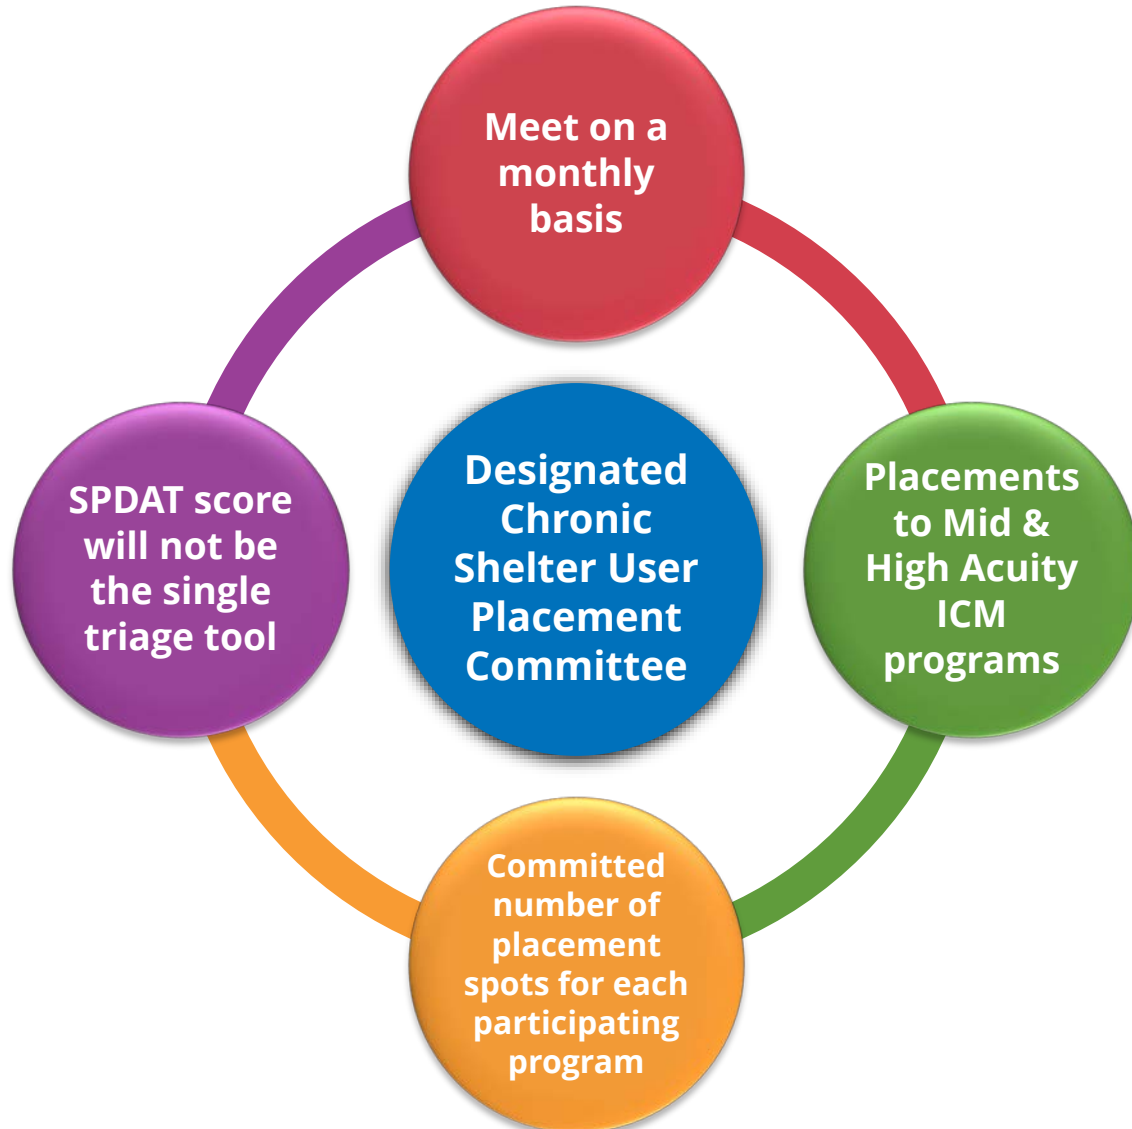 Meet on a
monthly
basis
Designated
Chronic
Shelter User
Placement
Committee
Placements
to Mid &
High Acuity
ICM
programs
Committed
number of
placement
spots for each
participating
program
SPDAT score
will not be
the single
triage tool